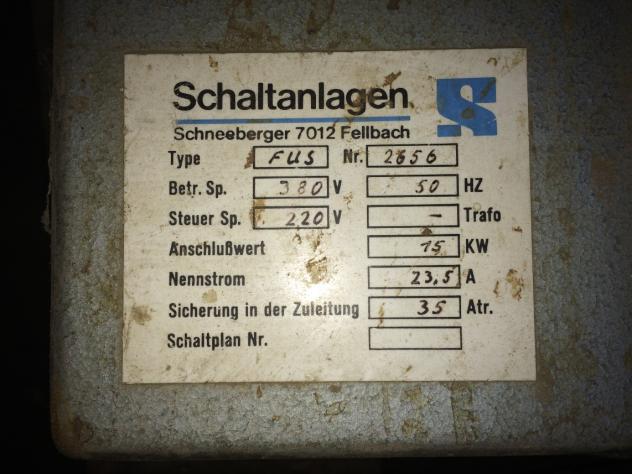 Schaltanlagen
Schneeberger 7012 Fellbach
Type FUS Nr. 2656
Betr. Sp. 380 V 50 HZ
Steuer Sp. 220 V - Trafo
Anschlußwert 15 KW
Nennstrom 23,5 A
Sicherung in der Zuleitung 35 Atr.
Schaltplan Nr.